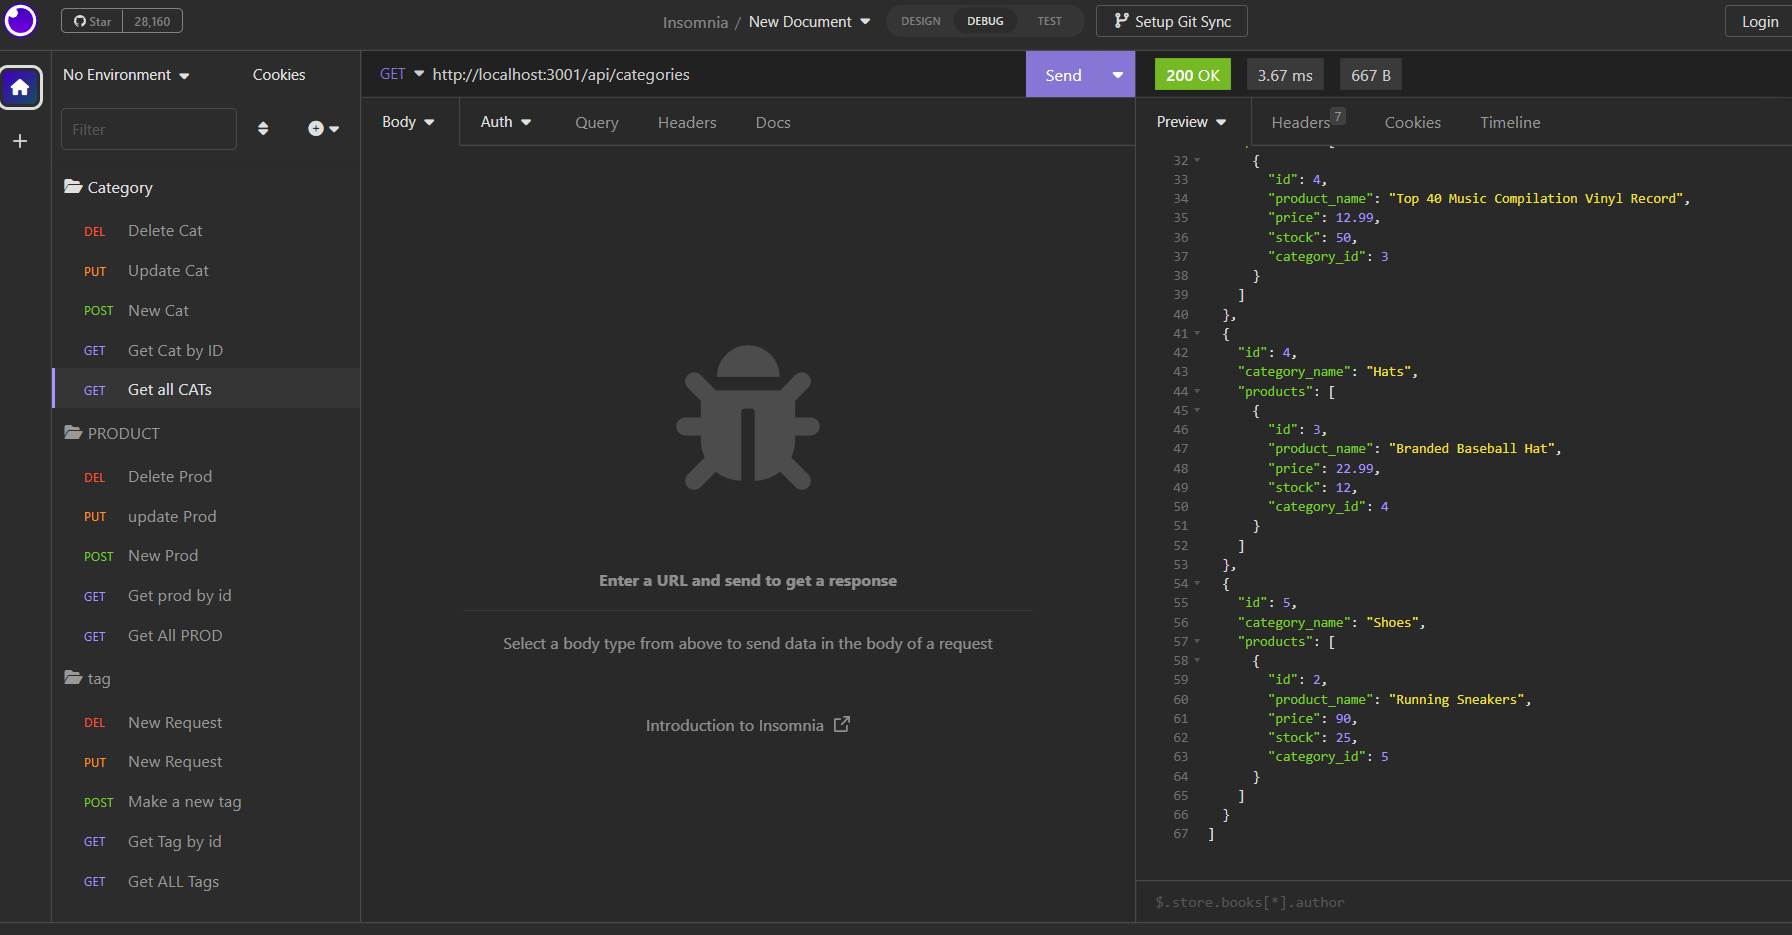 Star 28,160
Insomnia / New Document
DESIGN DEBUG TEST
Setup Git Sync
Login
No Environment
Cookies
Filter
Category
DEL Delete Cat
PUT Update Cat
POST New Cat
GET Get Cat by ID
GET Get all CATs
PRODUCT
DEL Delete Prod
PUT update Prod
POST New Prod
GET Get prod by id
GET Get All PROD
tag
DEL New Request
PUT New Request
POST Make a new tag
GET Get Tag by id
GET Get ALL Tags
GET http://localhost:3001/api/categories
Send
Body Auth Query Headers Docs
Enter a URL and send to get a response
Select a body type from above to send data in the body of a request
Introduction to Insomnia
200 OK 3.67 ms 667 B
Preview Headers 7 Cookies Timeline
32 {
33 "id": 4,
34 "product_name": "Top 40 Music Compilation Vinyl Record",
35 "price": 12.99,
36 "stock": 50,
37 "category_id": 3
38 }
39 ]
40 },
41 {
42 "id": 4,
43 "category_name": "Hats",
44 "products": [
45 {
46 "id": 3,
47 "product_name": "Branded Baseball Hat",
48 "price": 22.99,
49 "stock": 12,
50 "category_id": 4
51 }
52 ]
53 },
54 {
55 "id": 5,
56 "category_name": "Shoes",
57 "products": [
58 {
59 "id": 2,
60 "product_name": "Running Sneakers",
61 "price": 90,
62 "stock": 25,
63 "category_id": 5
64 }
65 ]
66 }
67 ]
$.store.books[*].author